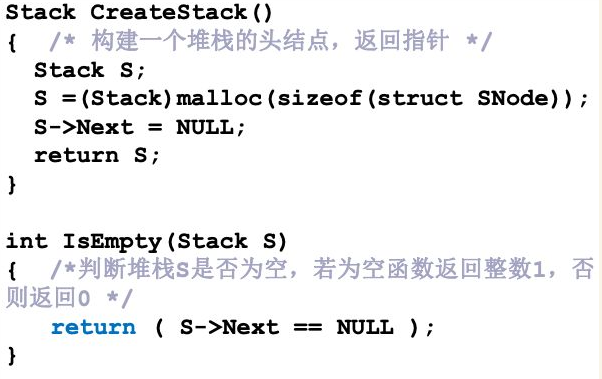 Stack CreateStack()
{ /* 构建一个堆栈的头结点，返回指针 */
Stack S;
S =(Stack)malloc(sizeof(struct SNode));
S->Next = NULL;
return S;
}
int IsEmpty(Stack S)
{ /*判断堆栈S是否为空，若为空函数返回整数1，否
则返回0 */
return ( S->Next == NULL );
}